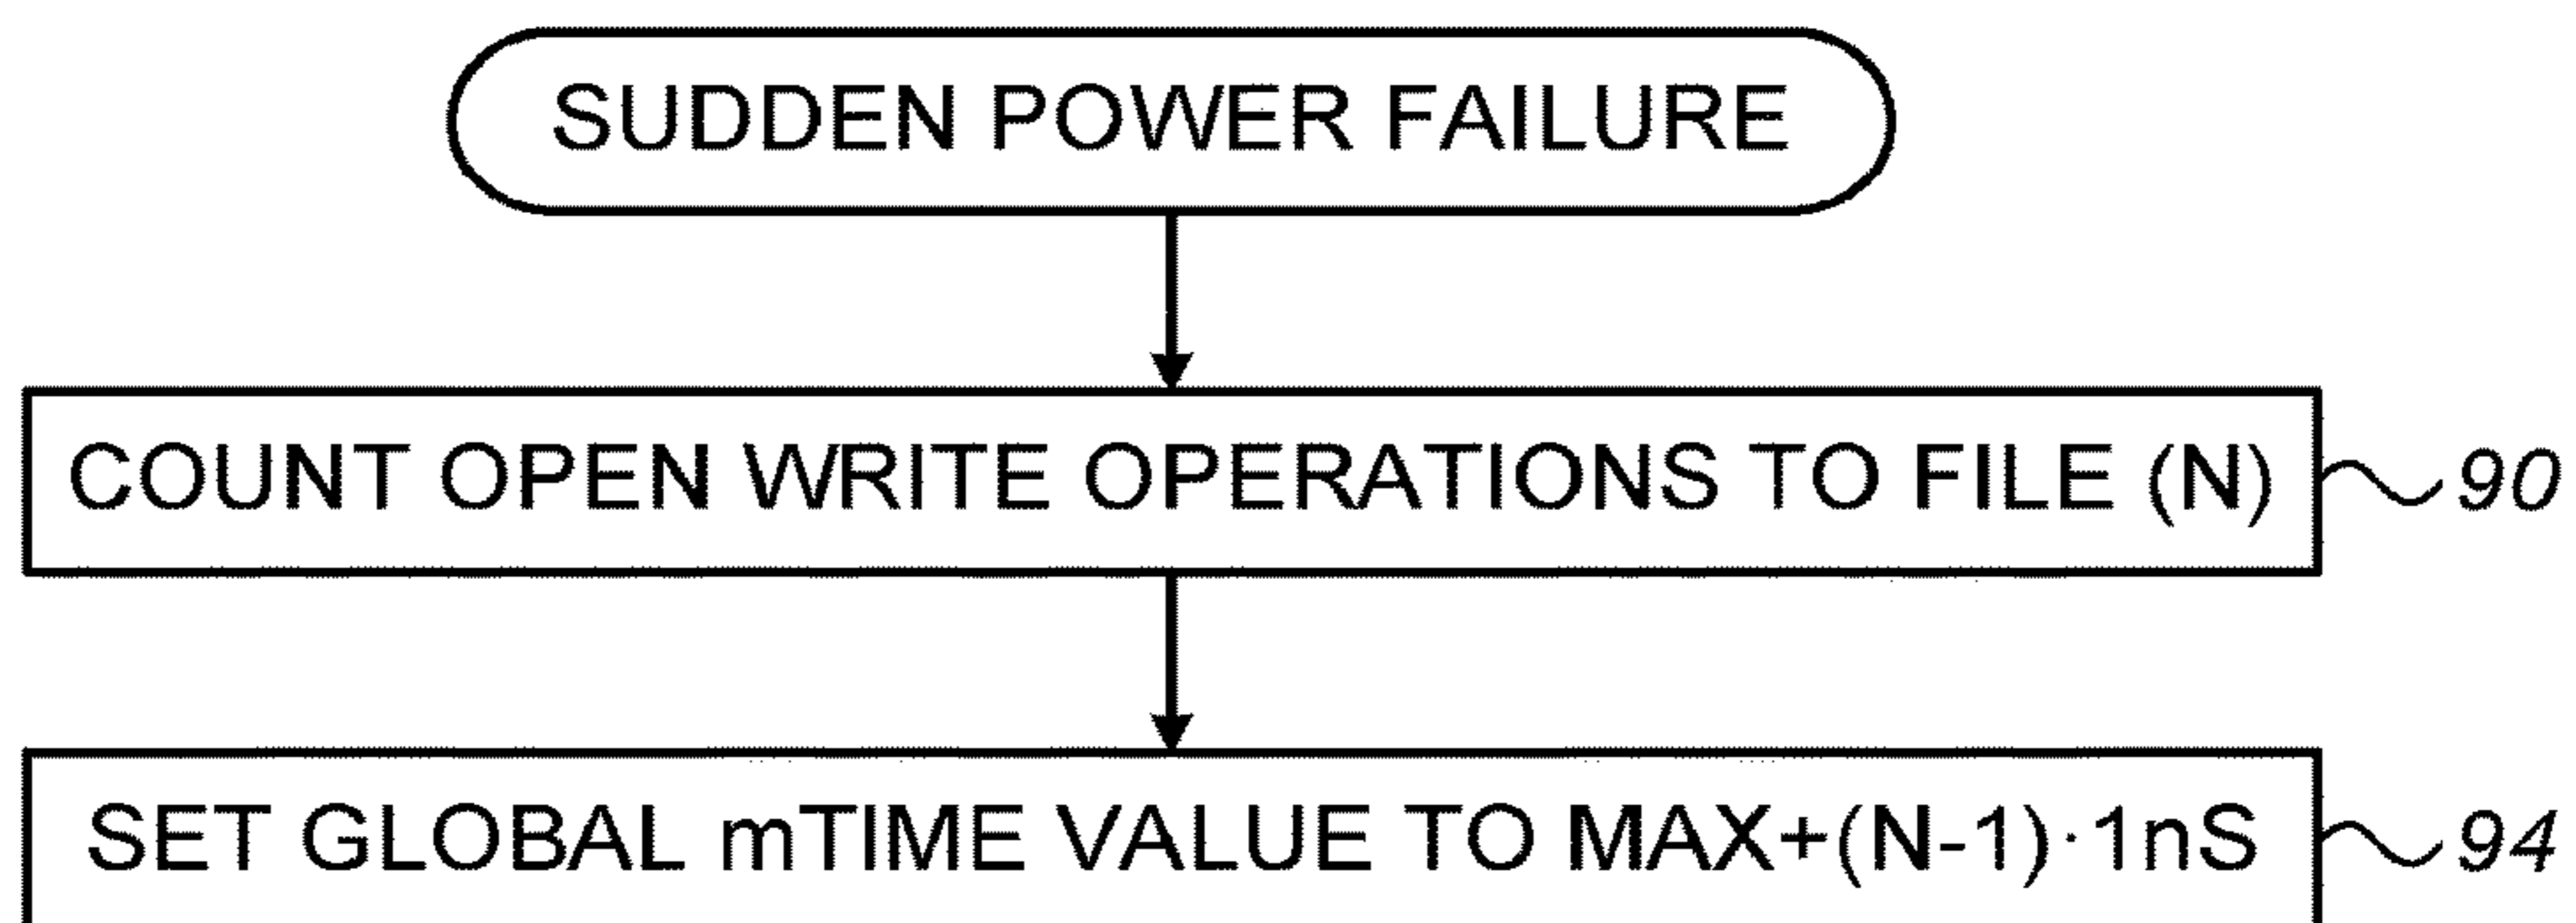 SUDDEN POWER FAILURE
COUNT OPEN WRITE OPERATIONS TO FILE (N) 90
SET GLOBAL mTIME VALUE TO MAX+(N-1)·1nS 94